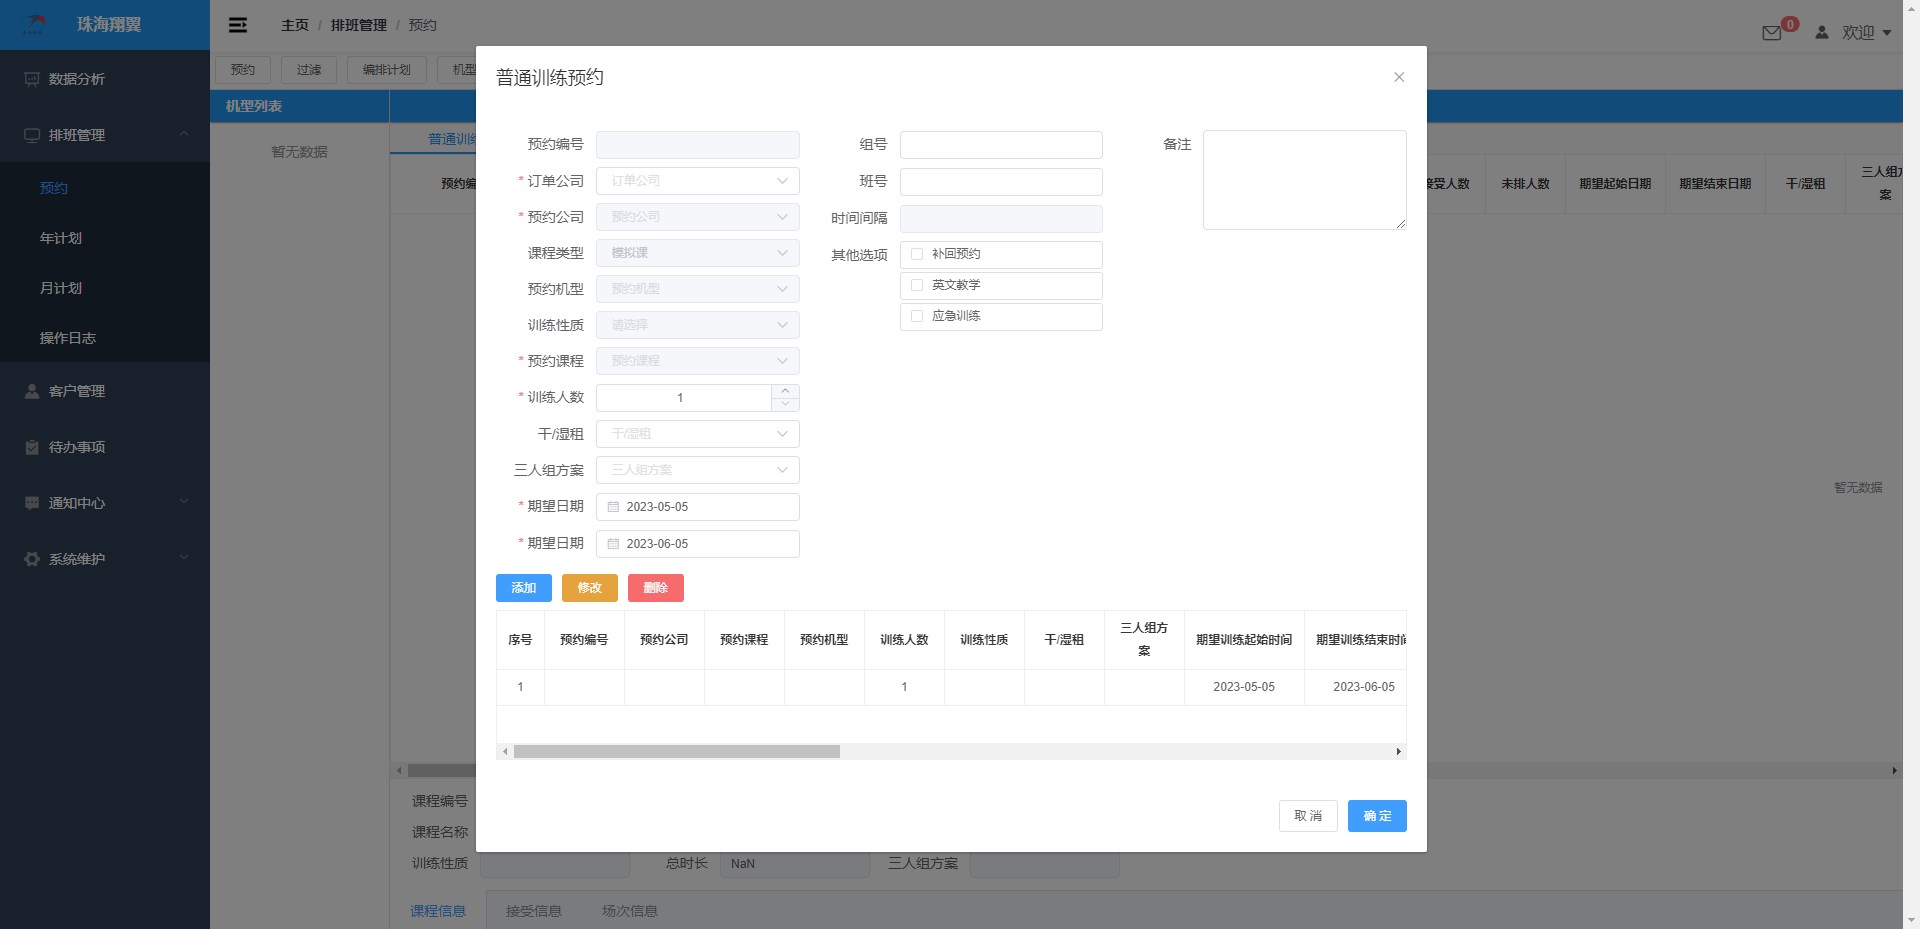 珠海翔翼
主页 / 排班管理 / 预约
0
欢迎
数据分析
排班管理
预约
年计划
月计划
操作日志
客户管理
待办事项
通知中心
系统维护
预约
过滤
编排计划
机型
机型列表
暂无数据
普通训练
预约编
接受人数
未排人数
期望起始日期
期望结束日期
干/湿租
三人组方
案
暂无数据
普通训练预约
预约编号
* 订单公司 订单公司
* 预约公司 预约公司
课程类型 模拟课
预约机型 预约机型
训练性质 请选择
* 预约课程 预约课程
* 训练人数 1
干/湿租 干/湿租
三人组方案 三人组方案
* 期望日期 2023-05-05
* 期望日期 2023-06-05
组号
班号
时间间隔
其他选项 补回预约
英文教学
应急训练
备注
添加 修改 删除
序号 预约编号 预约公司 预约课程 预约机型 训练人数 训练性质 干/湿租 三人组方案 期望训练起始时间 期望训练结束时间
1 1 2023-05-05 2023-06-05
取消 确定
课程编号
课程名称
训练性质 总时长 NaN 三人组方案
课程信息 接受信息 场次信息